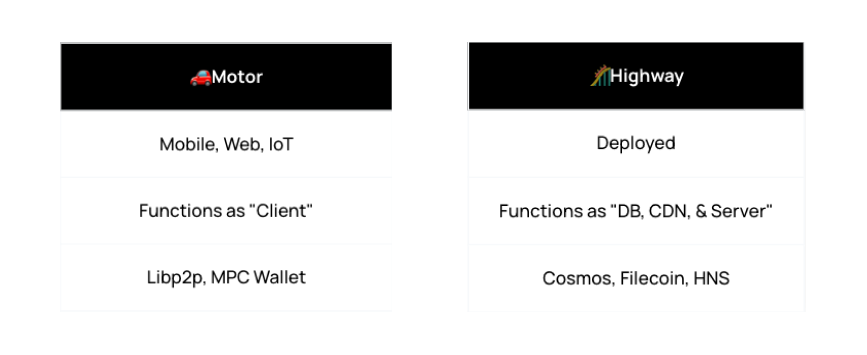 🚗Motor
Mobile, Web, IoT
Functions as "Client"
Libp2p, MPC Wallet
🎢Highway
Deployed
Functions as "DB, CDN, & Server"
Cosmos, Filecoin, HNS